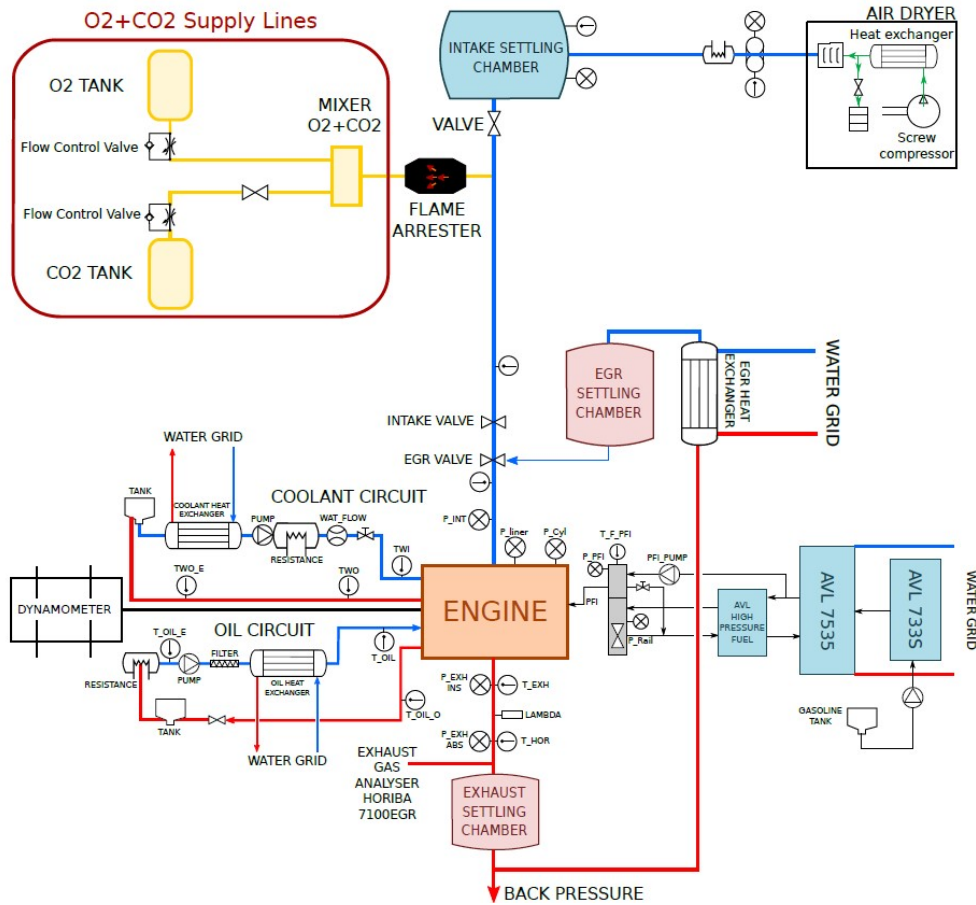 O2+CO2 Supply Lines
O2 TANK
Flow Control Valve
MIXER
O2+CO2
Flow Control Valve
CO2 TANK
FLAME
ARRESTER
INTAKE SETTLING
CHAMBER
VALVE
AIR DRYER
Heat exchanger
Screw
compressor
EGR
SETTLING
CHAMBER
EGR HEAT
EXCHANGER
WATER GRID
INTAKE VALVE
EGR VALVE
WATER GRID
TANK
COOLANT HEAT
EXCHANGER
COOLANT CIRCUIT
PUMP
WAT_FLOW
RESISTANCE
TWI
TWO_E
TWO
P_INT
P_liner
P_Cyl
T_F_PFI
P_PFI
PFI_PUMP
PFI
P_Rail
DYNAMOMETER
ENGINE
AVL
HIGH
PRESSURE
FUEL
AVL 7535
AVL 733S
WATER GRID
GASOLINE
TANK
OIL CIRCUIT
T_OIL_E
FILTER
RESISTANCE
PUMP
OIL HEAT
EXCHANGER
T_OIL
TANK
T_OIL_O
WATER GRID
P_EXH
INS
T_EXH
LAMBDA
P_EXH
ABS
T_HOR
EXHAUST
GAS
ANALYSER
HORIBA
7100EGR
EXHAUST
SETTLING
CHAMBER
BACK PRESSURE